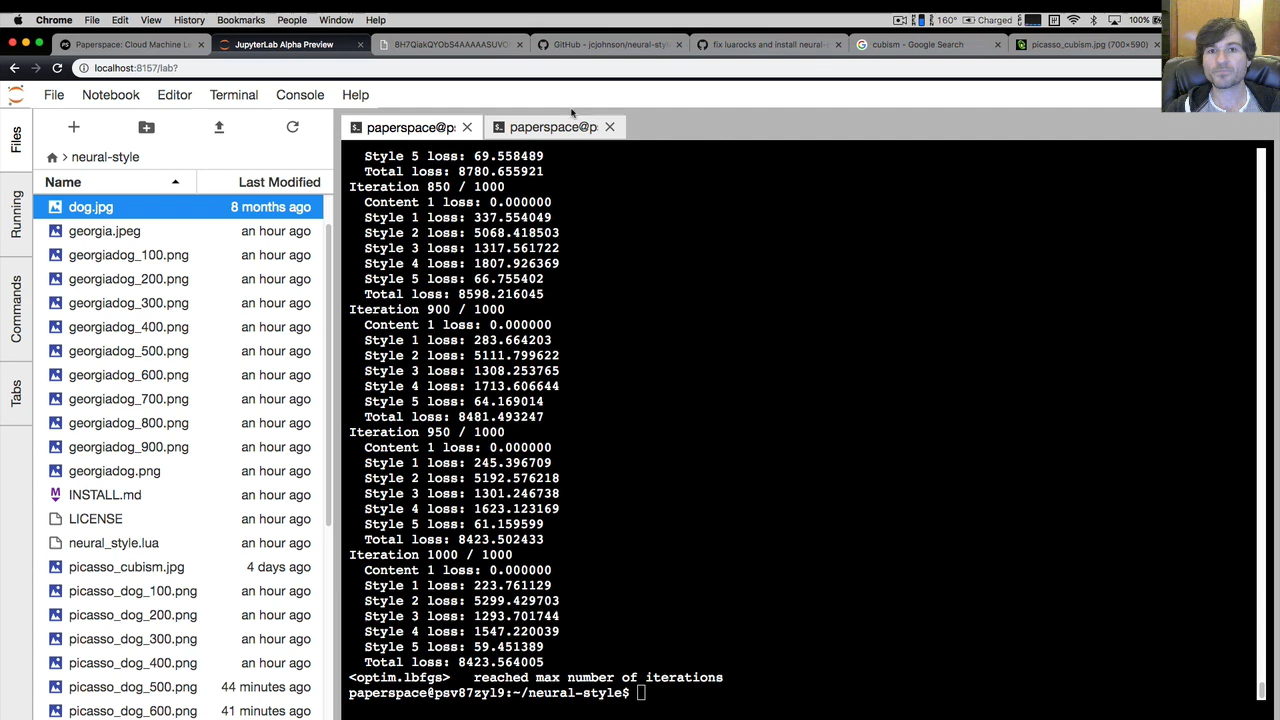 Chrome File Edit View History Bookmarks People Window Help 160° Charged 100%
Paperspace: Cloud Machine Le
JupyterLab Alpha Preview
GitHub - jcjohnson/neural-style
fix luarocks and install neural-
cubism - Google Search
picasso_cubism.jpg (700×590)
localhost:8157/lab?
File Notebook Editor Terminal Console Help
Files
Running
Commands
Tabs
neural-style
Name Last Modified
dog.jpg 8 months ago
georgia.jpeg an hour ago
georgiadog_100.png an hour ago
georgiadog_200.png an hour ago
georgiadog_300.png an hour ago
georgiadog_400.png an hour ago
georgiadog_500.png an hour ago
georgiadog_600.png an hour ago
georgiadog_700.png an hour ago
georgiadog_800.png an hour ago
georgiadog_900.png an hour ago
georgiadog.png an hour ago
INSTALL.md an hour ago
LICENSE an hour ago
neural_style.lua an hour ago
picasso_cubism.jpg 4 days ago
picasso_dog_100.png an hour ago
picasso_dog_200.png an hour ago
picasso_dog_300.png an hour ago
picasso_dog_400.png an hour ago
picasso_dog_500.png 44 minutes ago
picasso_dog_600.png 41 minutes ago
paperspace@p:
paperspace@p:
Style 5 loss: 69.558489
Total loss: 8780.655921
Iteration 850 / 1000
Content 1 loss: 0.000000
Style 1 loss: 337.554049
Style 2 loss: 5068.418503
Style 3 loss: 1317.561722
Style 4 loss: 1807.926369
Style 5 loss: 66.755402
Total loss: 8598.216045
Iteration 900 / 1000
Content 1 loss: 0.000000
Style 1 loss: 283.664203
Style 2 loss: 5111.799622
Style 3 loss: 1308.253765
Style 4 loss: 1713.606644
Style 5 loss: 64.169014
Total loss: 8481.493247
Iteration 950 / 1000
Content 1 loss: 0.000000
Style 1 loss: 245.396709
Style 2 loss: 5192.576218
Style 3 loss: 1301.246738
Style 4 loss: 1623.123169
Style 5 loss: 61.159599
Total loss: 8423.502433
Iteration 1000 / 1000
Content 1 loss: 0.000000
Style 1 loss: 223.761129
Style 2 loss: 5299.429703
Style 3 loss: 1293.701744
Style 4 loss: 1547.220039
Style 5 loss: 59.451389
Total loss: 8423.564005
<optim.lbfgs> reached max number of iterations
paperspace@psv87zyl9:~/neural-style$